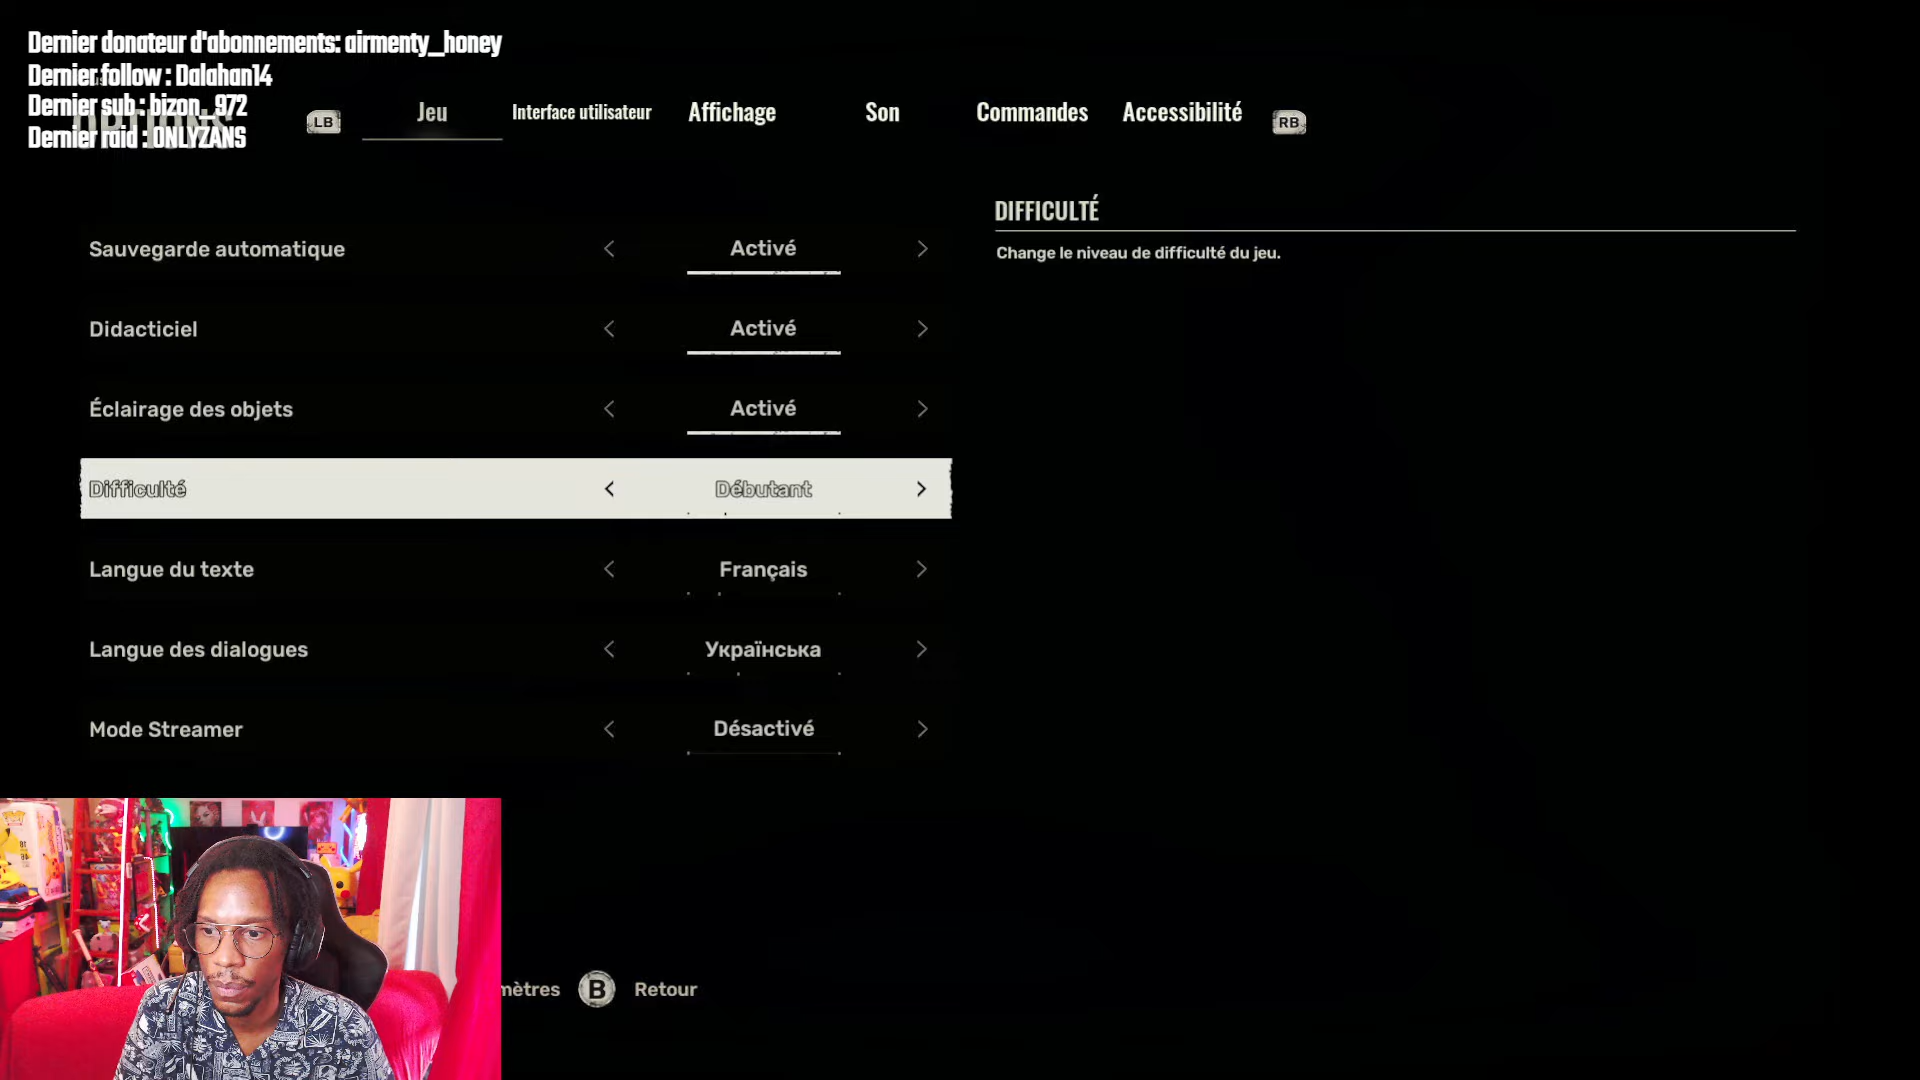 Dernier donateur d'abonnements: airmenty_honey
Dernier follow : Dalahan14
Dernier sub : bizon_972
Dernier raid : ONLYZANS
OPTIONS
LB
Jeu
Interface utilisateur
Affichage
Son
Commandes
Accessibilité
RB
Sauvegarde automatique
Activé
Didacticiel
Activé
Éclairage des objets
Activé
Difficulté
Débutant
Langue du texte
Français
Langue des dialogues
Українська
Mode Streamer
Désactivé
DIFFICULTÉ
Change le niveau de difficulté du jeu.
mètres
B
Retour